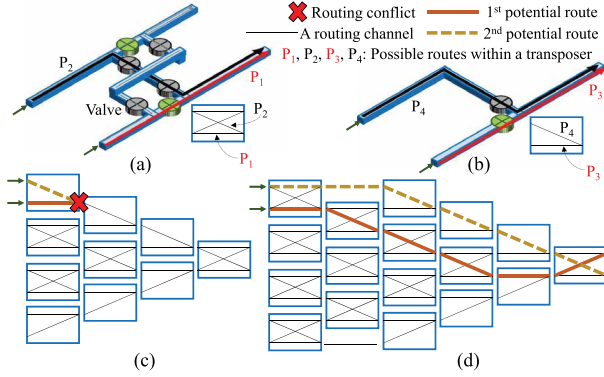 Routing conflict
1st potential route
A routing channel
2nd potential route
P1, P2, P3, P4: Possible routes within a transposer
P2
P1
Valve
P2
P1
(a)
P4
P3
P4
P3
(b)
(c)
(d)